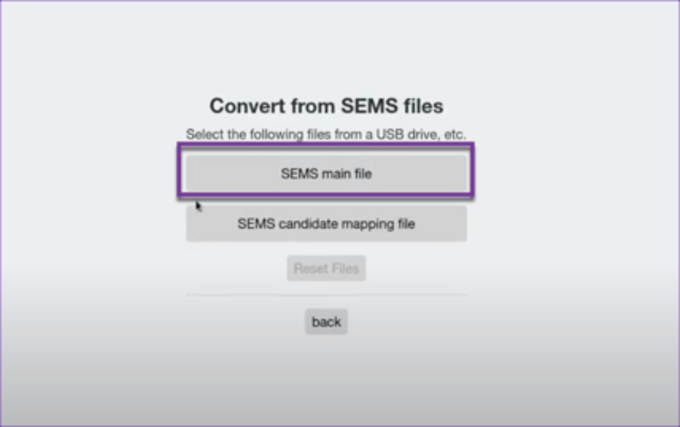 Convert from SEMS files
Select the following files from a USB drive, etc.
SEMS main file
SEMS candidate mapping file
Reset Files
back